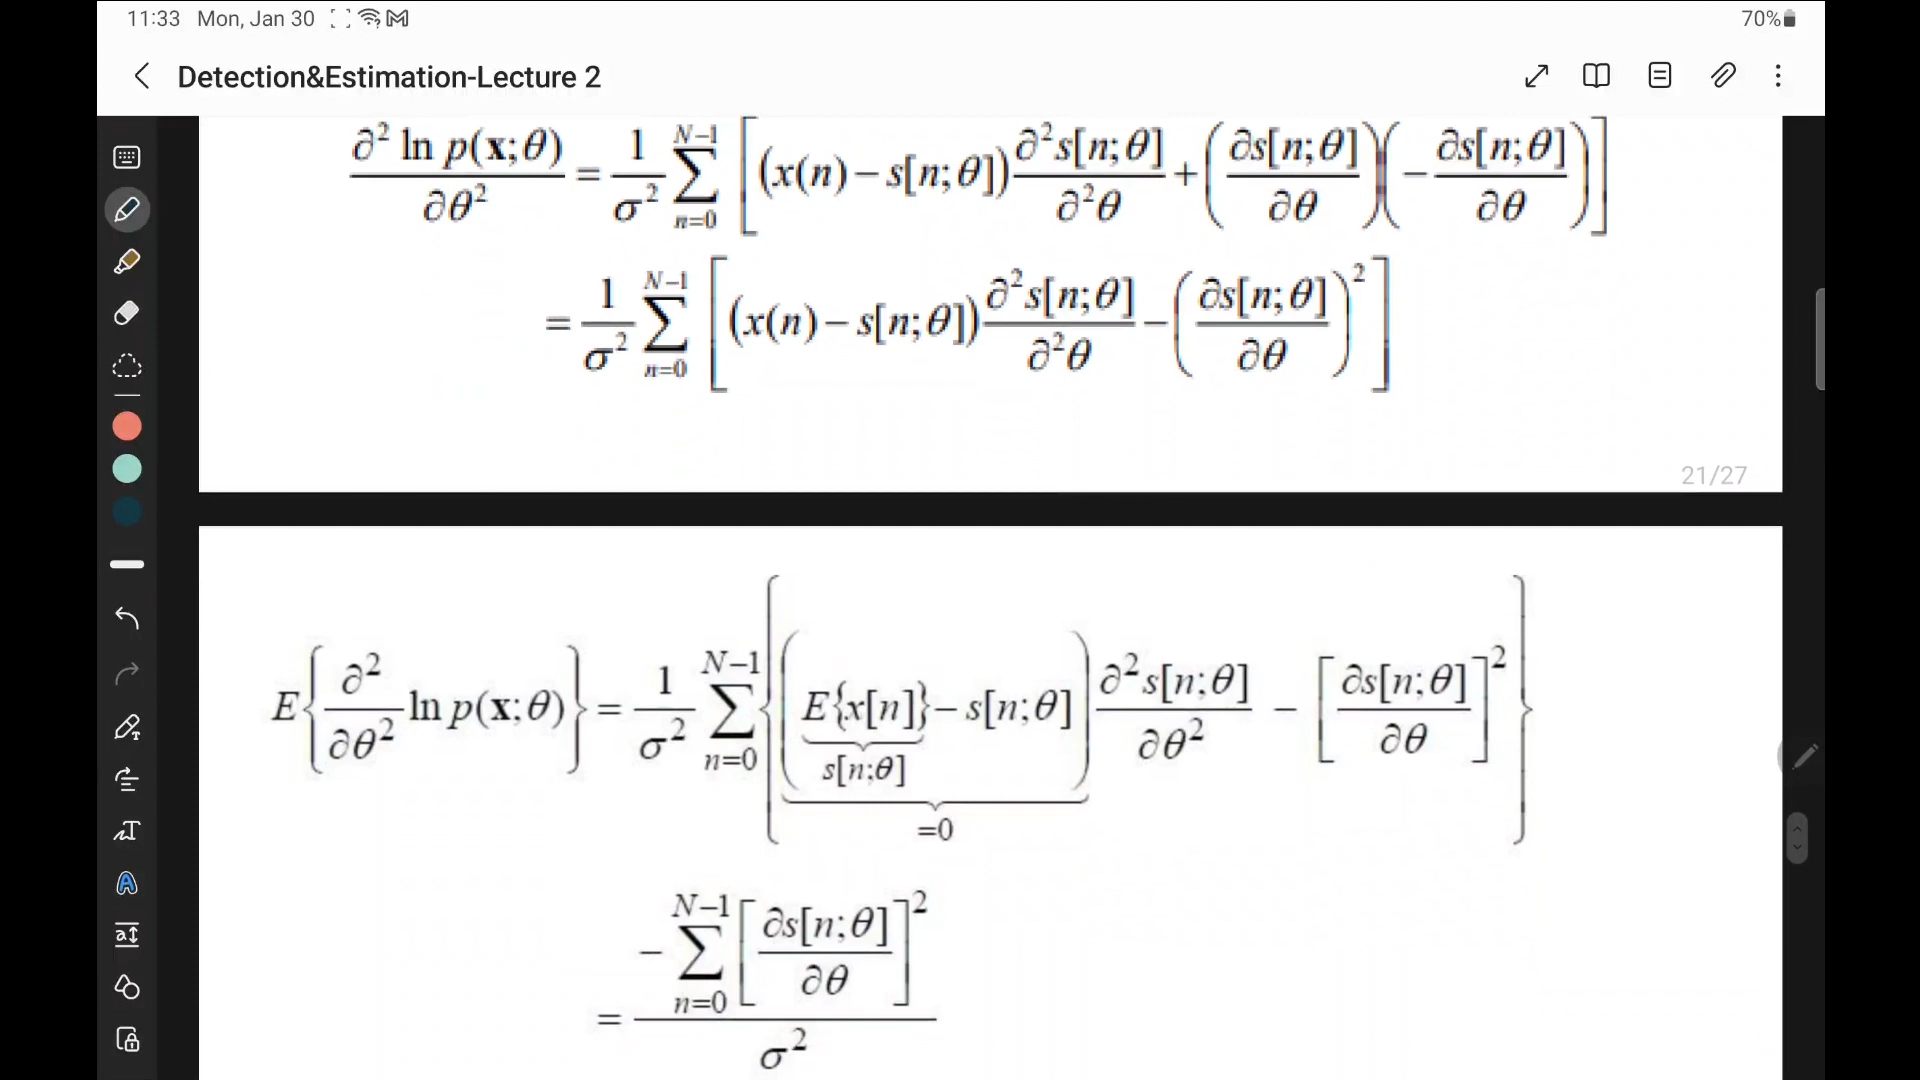 11:33 Mon, Jan 30 70%
Detection&Estimation-Lecture 2
∂² ln p(x;θ) / ∂θ² = 1/σ² Σ_{n=0}^{N−1} [ (x(n) − s[n;θ]) ∂²s[n;θ]/∂²θ + (∂s[n;θ]/∂θ)(− ∂s[n;θ]/∂θ) ]
= 1/σ² Σ_{n=0}^{N−1} [ (x(n) − s[n;θ]) ∂²s[n;θ]/∂²θ − (∂s[n;θ]/∂θ)² ]
21/27
E{ ∂²/∂θ² ln p(x;θ) } = 1/σ² Σ_{n=0}^{N−1} { ( E{x[n]} − s[n;θ] ) ∂²s[n;θ]/∂θ² − [ ∂s[n;θ]/∂θ ]² }
s[n;θ]
=0
= − Σ_{n=0}^{N−1} [ ∂s[n;θ]/∂θ ]² / σ²